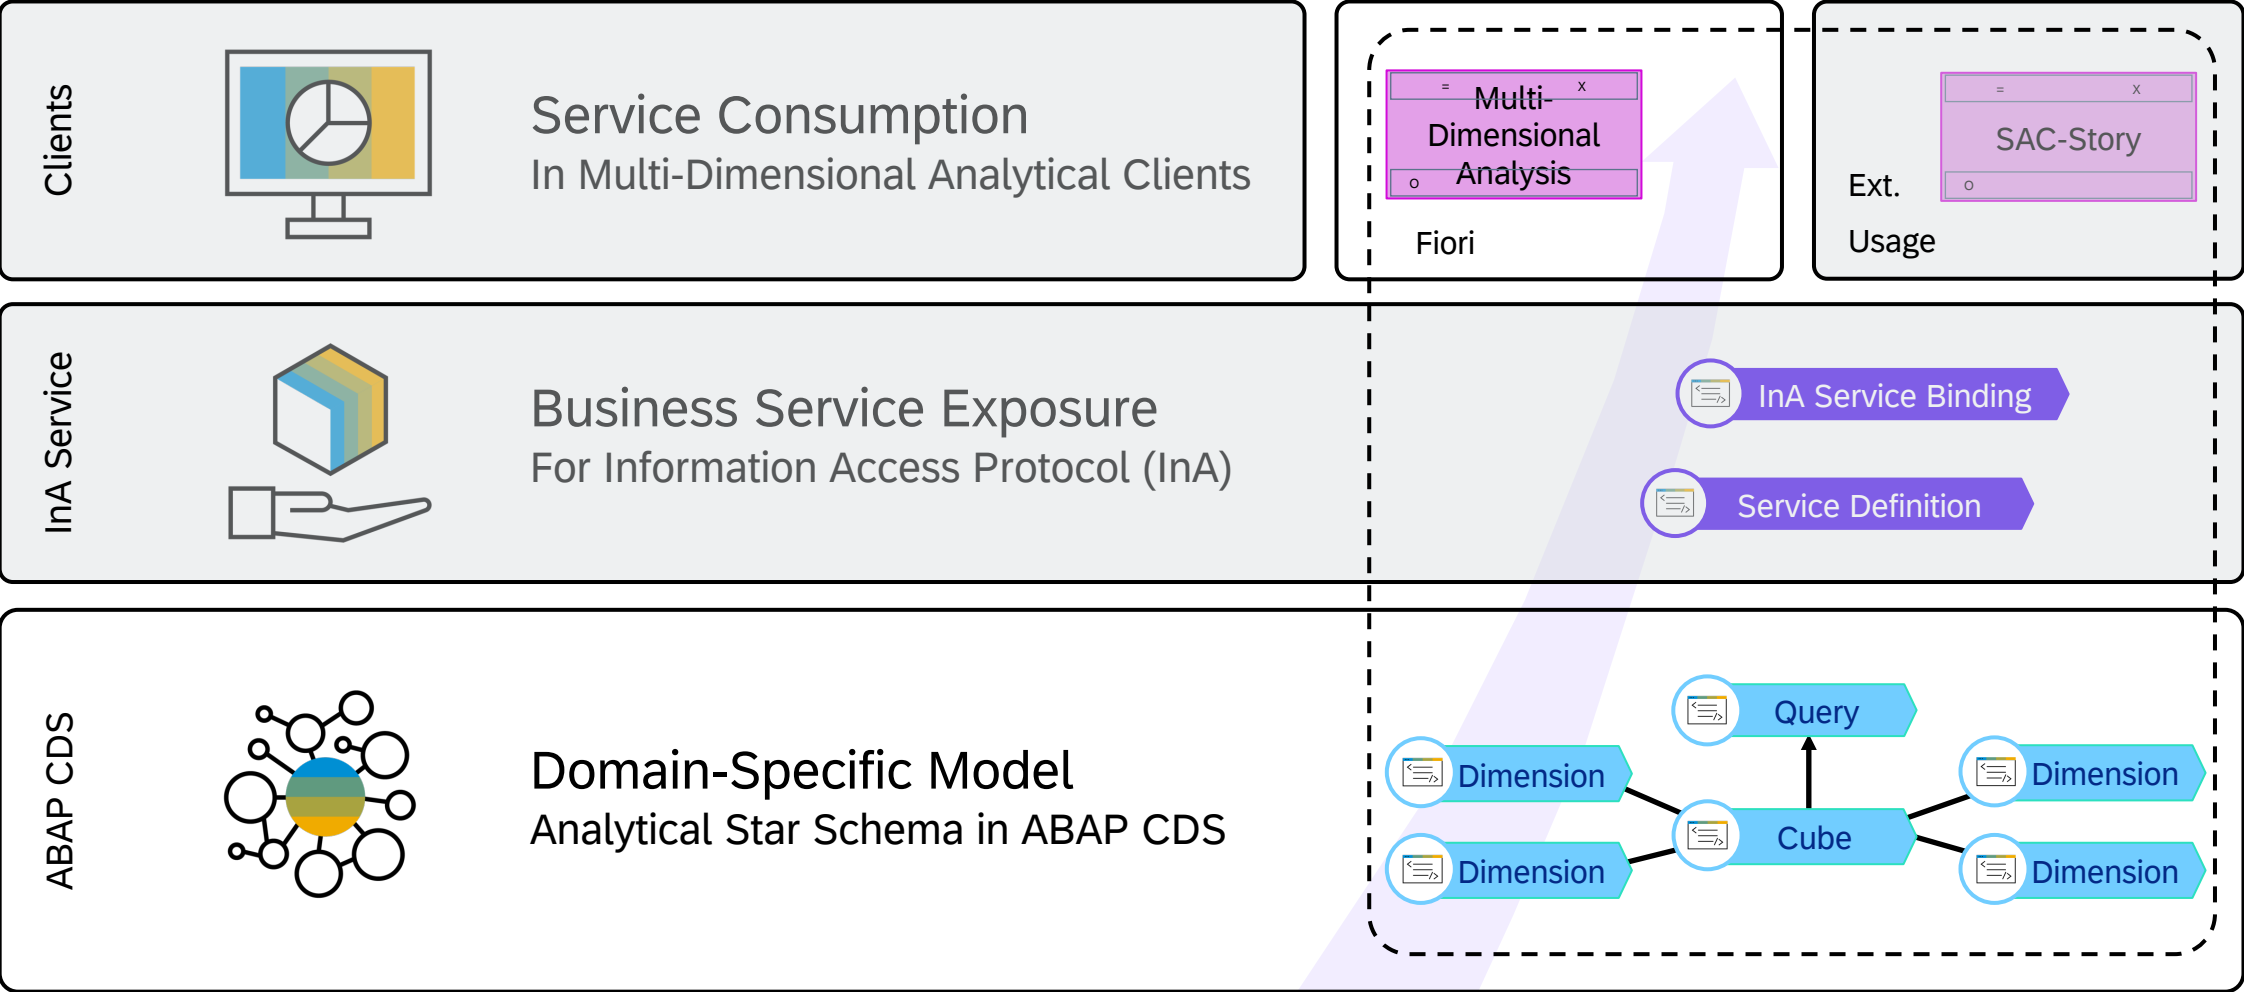 Clients
Service Consumption
In Multi-Dimensional Analytical Clients
= x
Multi-
Dimensional
Analysis
o
Fiori
= x
SAC-Story
o
Ext.
Usage
InA Service
Business Service Exposure
For Information Access Protocol (InA)
InA Service Binding
Service Definition
ABAP CDS
Domain-Specific Model
Analytical Star Schema in ABAP CDS
Query
Dimension
Dimension
Cube
Dimension
Dimension